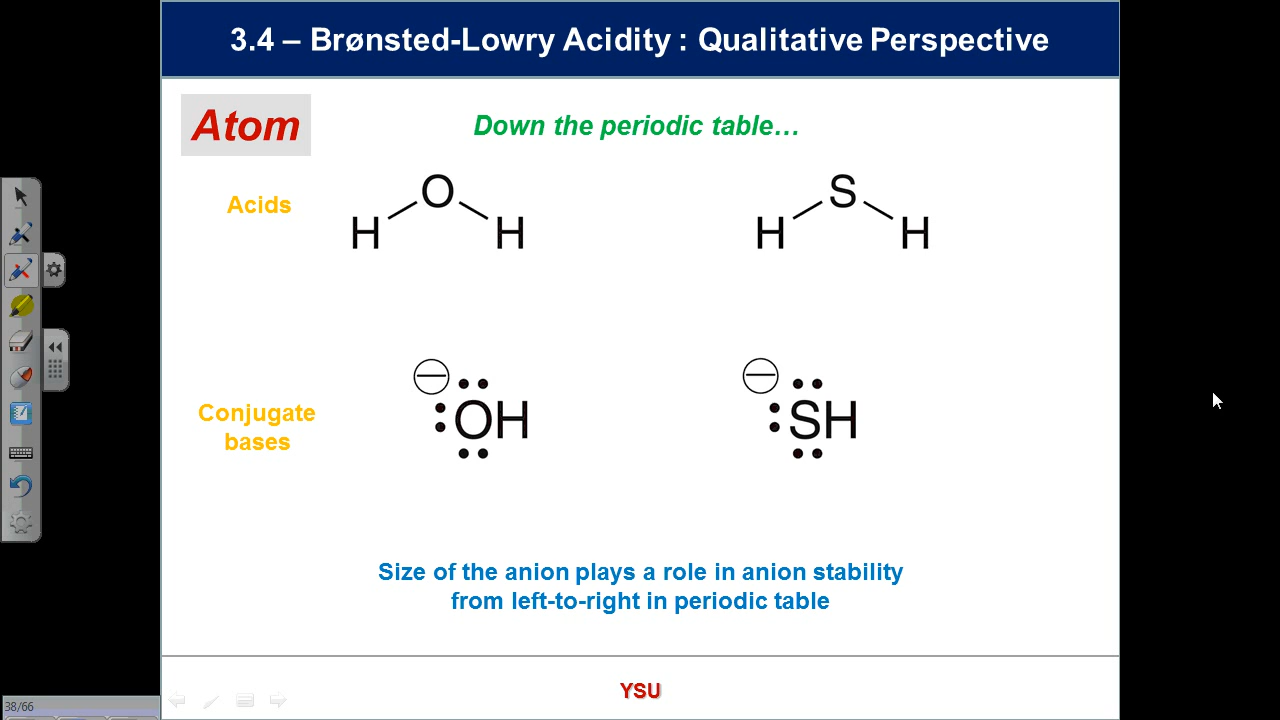 3.4 – Brønsted-Lowry Acidity : Qualitative Perspective
Atom
Down the periodic table…
Acids
O
H H
S
H H
Conjugate
bases
OH
SH
Size of the anion plays a role in anion stability
from left-to-right in periodic table
YSU
38/66